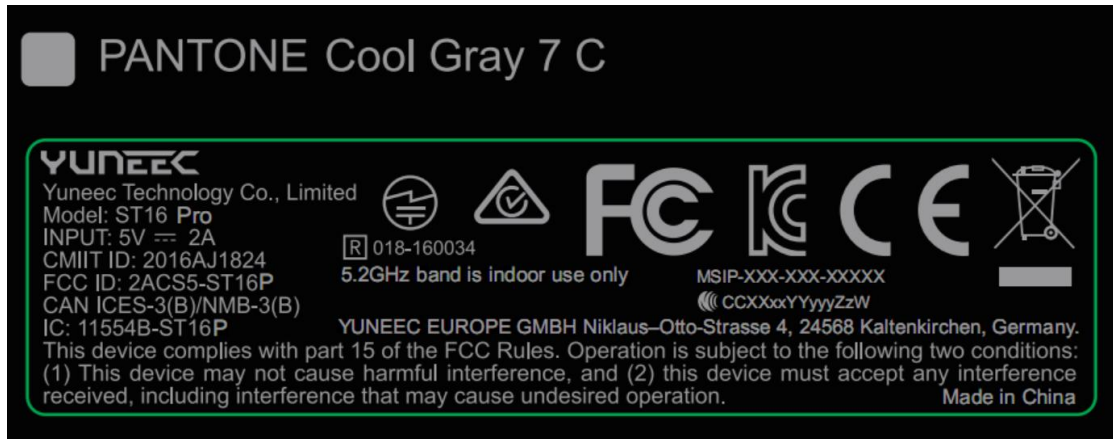 PANTONE Cool Gray 7 C
YUNEEC
Yuneec Technology Co., Limited
Model: ST16 Pro
INPUT: 5V ⎓ 2A
CMIIT ID: 2016AJ1824
FCC ID: 2ACS5-ST16P
CAN ICES-3(B)/NMB-3(B)
IC: 11554B-ST16P
R 018-160034
5.2GHz band is indoor use only
FC
KC
CE
MSIP-XXX-XXX-XXXXX
CCXXxxYYyyyZzW
YUNEEC EUROPE GMBH Niklaus–Otto-Strasse 4, 24568 Kaltenkirchen, Germany.
This device complies with part 15 of the FCC Rules. Operation is subject to the following two conditions:
(1) This device may not cause harmful interference, and (2) this device must accept any interference
received, including interference that may cause undesired operation.
Made in China